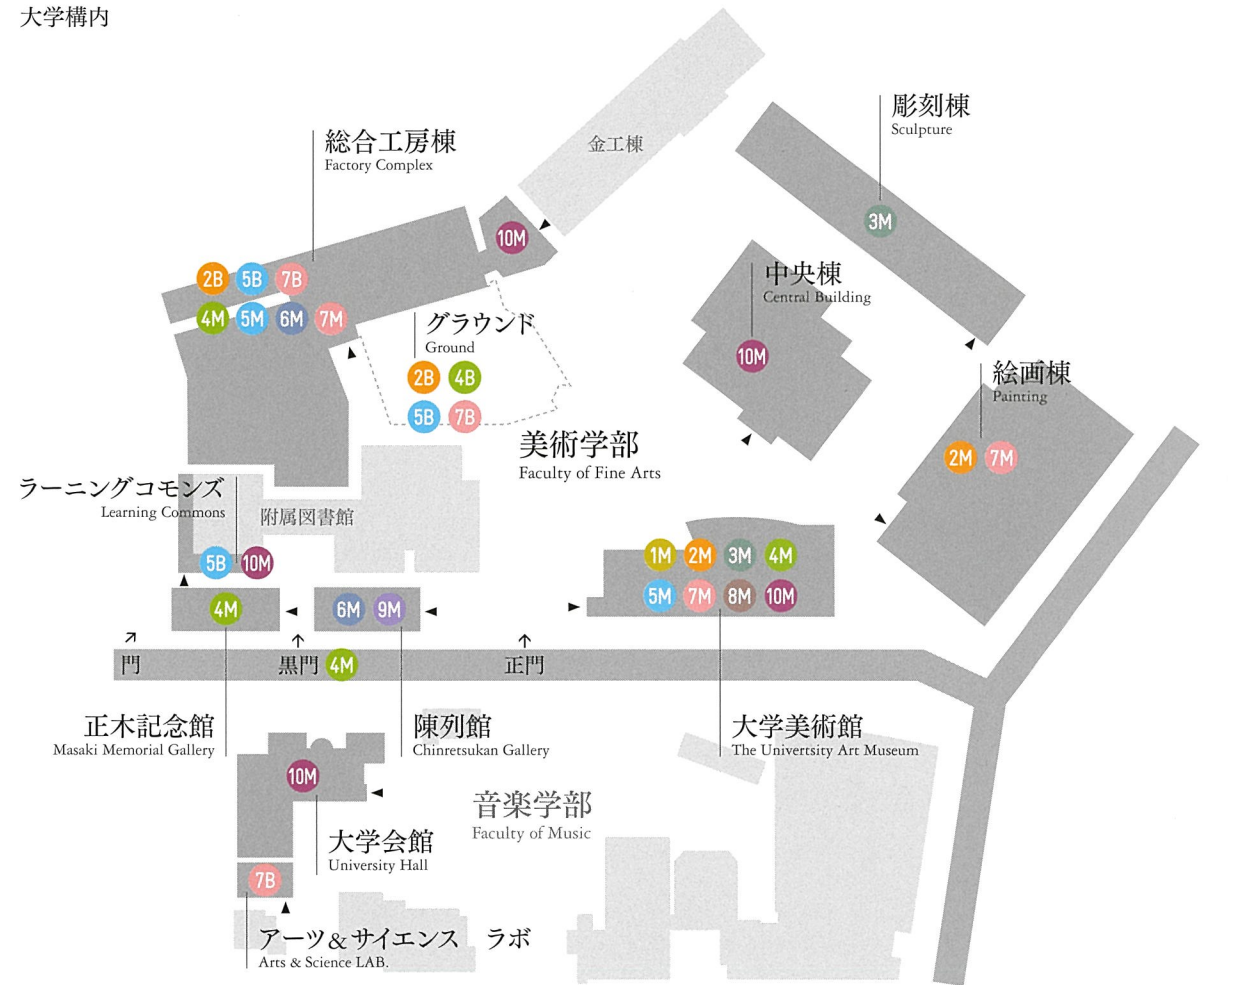 大学構内
彫刻棟
Sculpture
総合工房棟
Factory Complex
金工棟
3M
10M
2B 5B 7B
4M 5M 6M 7M
中央棟
Central Building
10M
グラウンド
Ground
2B 4B
5B 7B
絵画棟
Painting
2M 7M
美術学部
Faculty of Fine Arts
ラーニングコモンズ
Learning Commons
附属図書館
5B 10M
1M 2M 3M 4M
5M 7M 8M 10M
4M
6M 9M
門
黒門 4M
正門
正木記念館
Masaki Memorial Gallery
陳列館
Chinretsukan Gallery
大学美術館
The Univertsity Art Museum
10M
音楽学部
Faculty of Music
大学会館
University Hall
7B
アーツ&サイエンス ラボ
Arts & Science LAB.